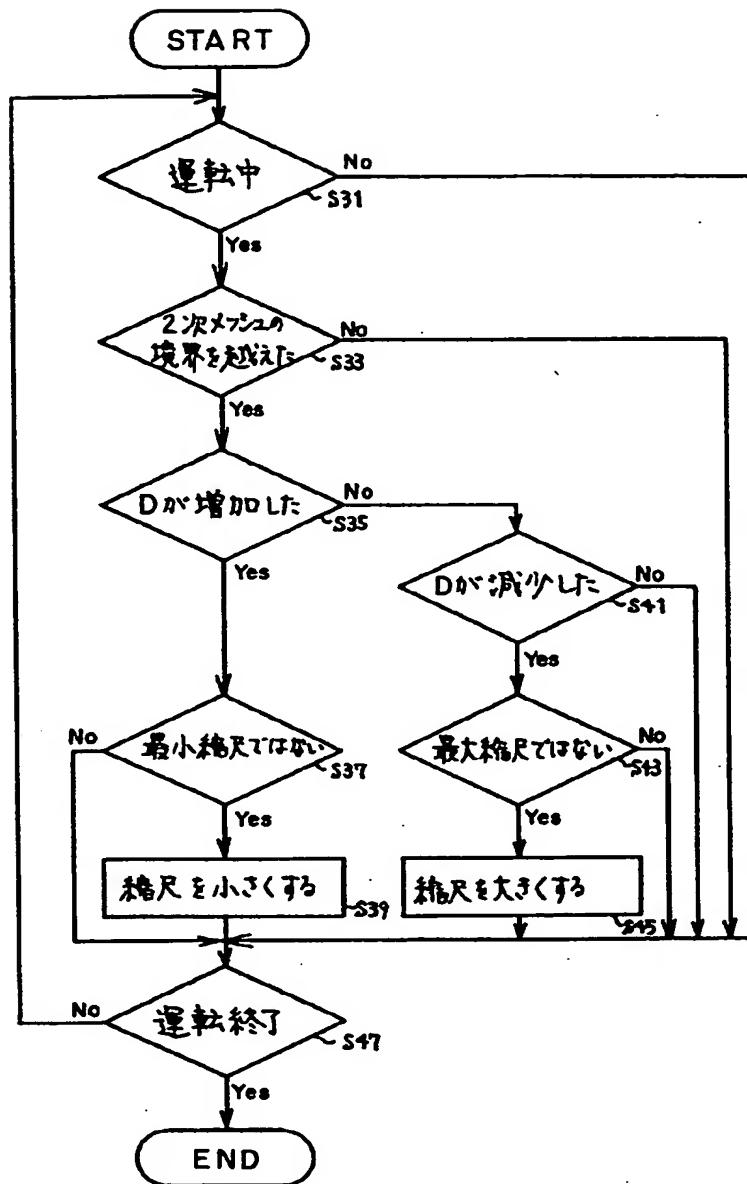 START
運転中
No
S31
Yes
2次メッシュの
境界を越えた
No
S33
Yes
Dが増加した
No
S35
Yes
Dが減少した
No
S41
Yes
No
最小縮尺ではない
S37
Yes
最大縮尺ではない
No
S43
Yes
縮尺を小さくする
S39
縮尺を大きくする
S45
No
運転終了
S47
Yes
END